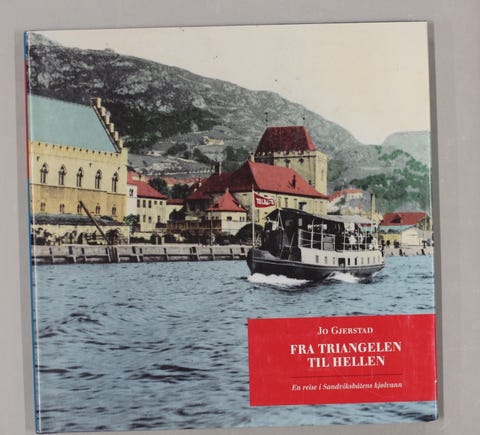 JO GJERSTAD
FRA TRIANGELEN
TIL HELLEN
En reise i Sandviksbåtens kjølvann